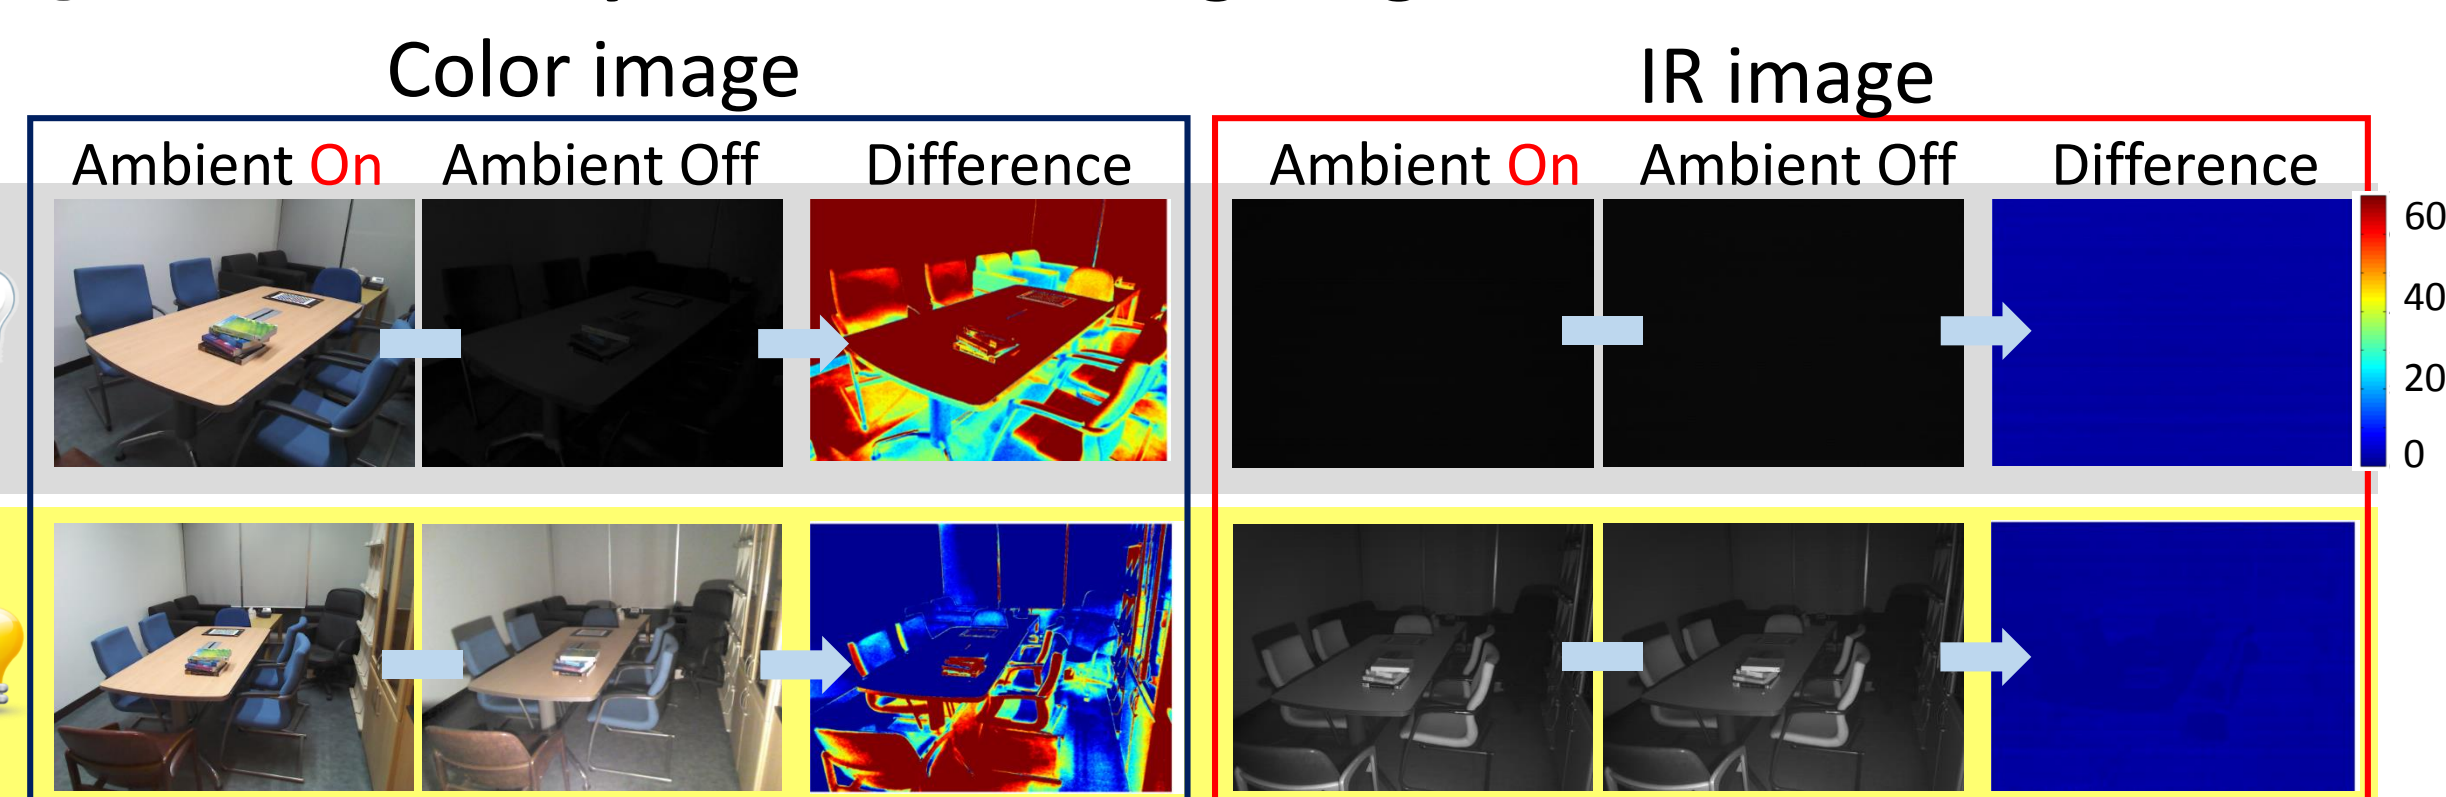 Color image
IR image
Ambient On Ambient Off Difference
Ambient On Ambient Off Difference
60
40
20
0